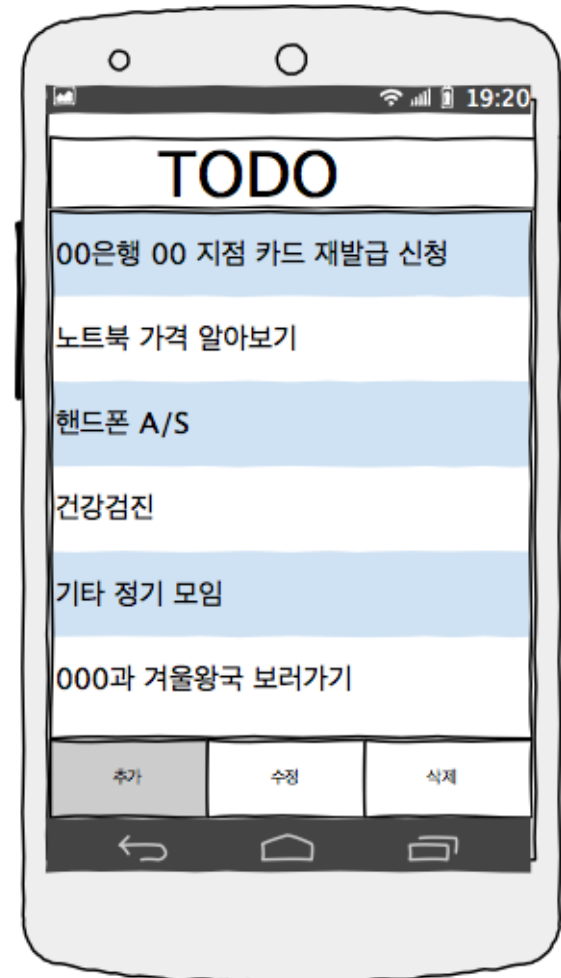 19:20
TODO
00은행 00 지점 카드 재발급 신청
노트북 가격 알아보기
핸드폰 A/S
건강검진
기타 정기 모임
000과 겨울왕국 보러가기
추가 수정 삭제